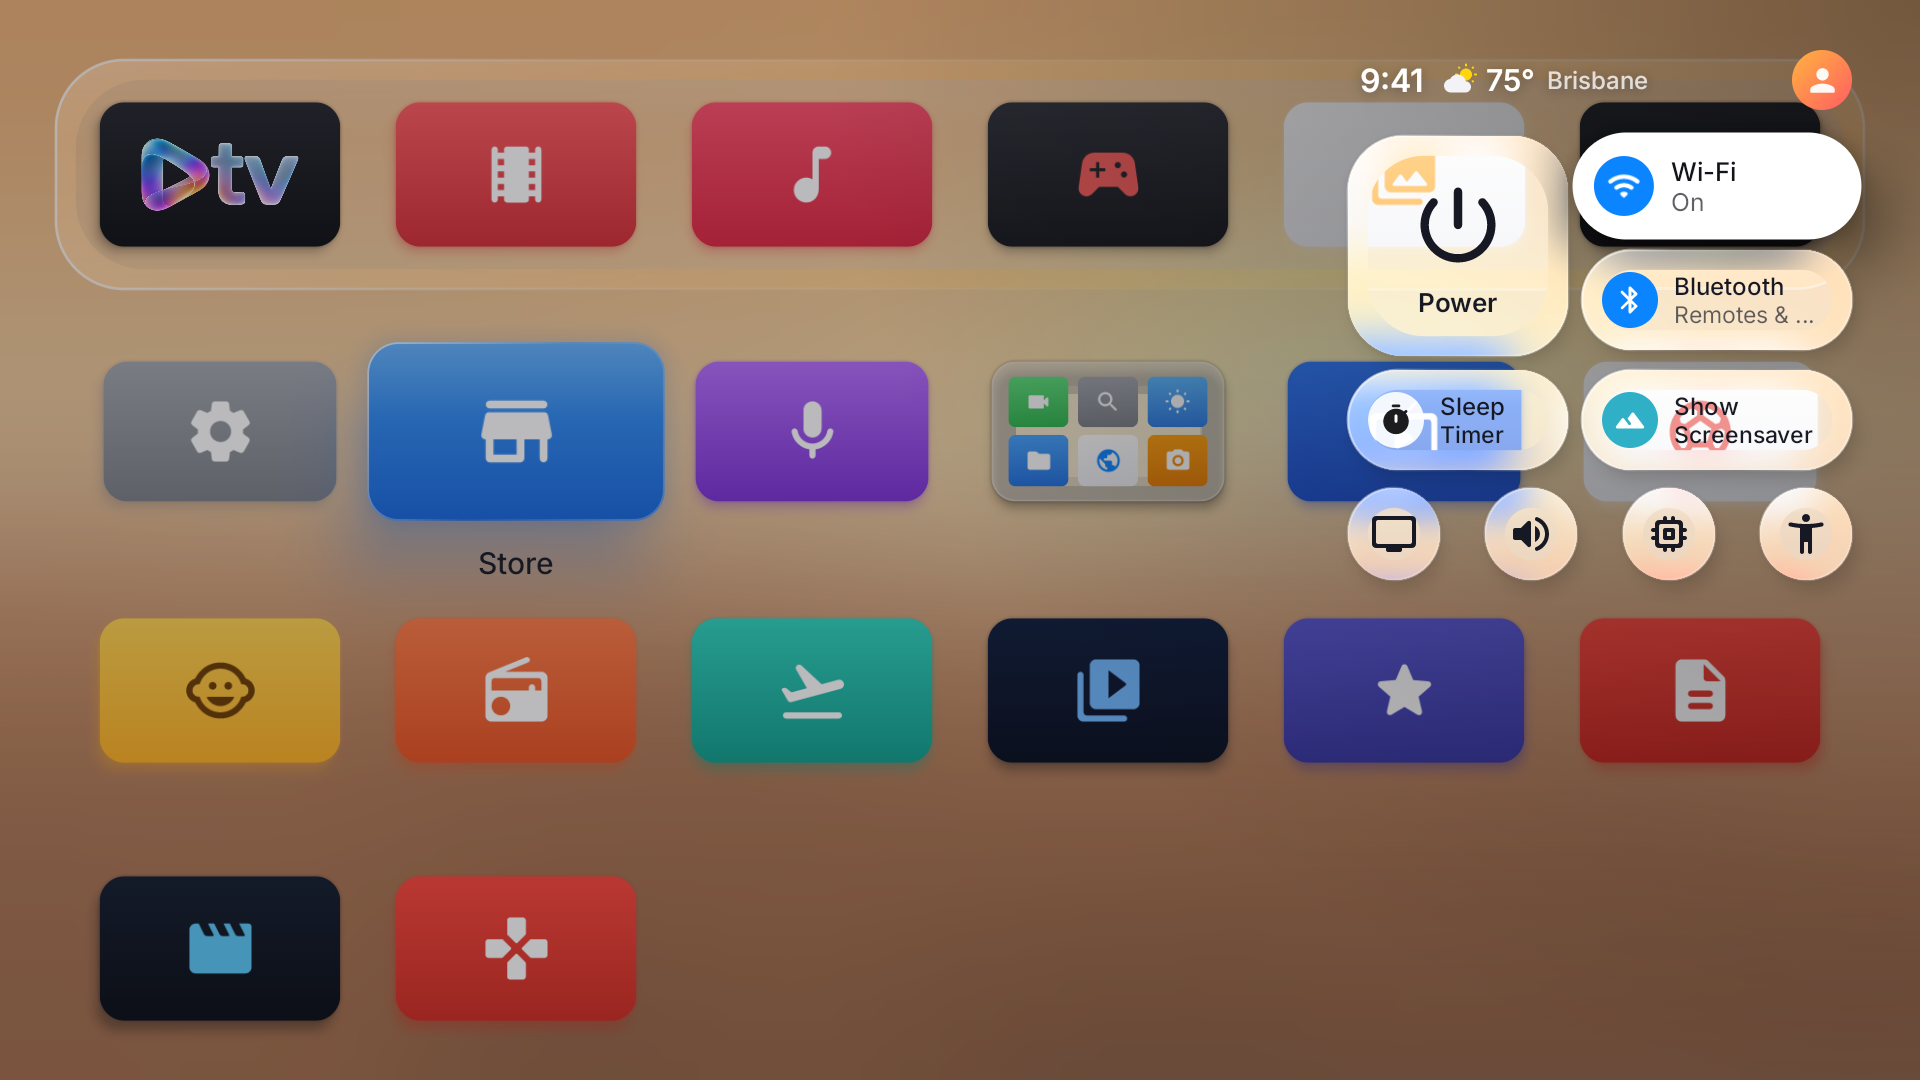 9:41 75° Brisbane
tv
Wi-Fi
On
Power
Bluetooth
Remotes & ...
Sleep
Timer
Show
Screensaver
Store